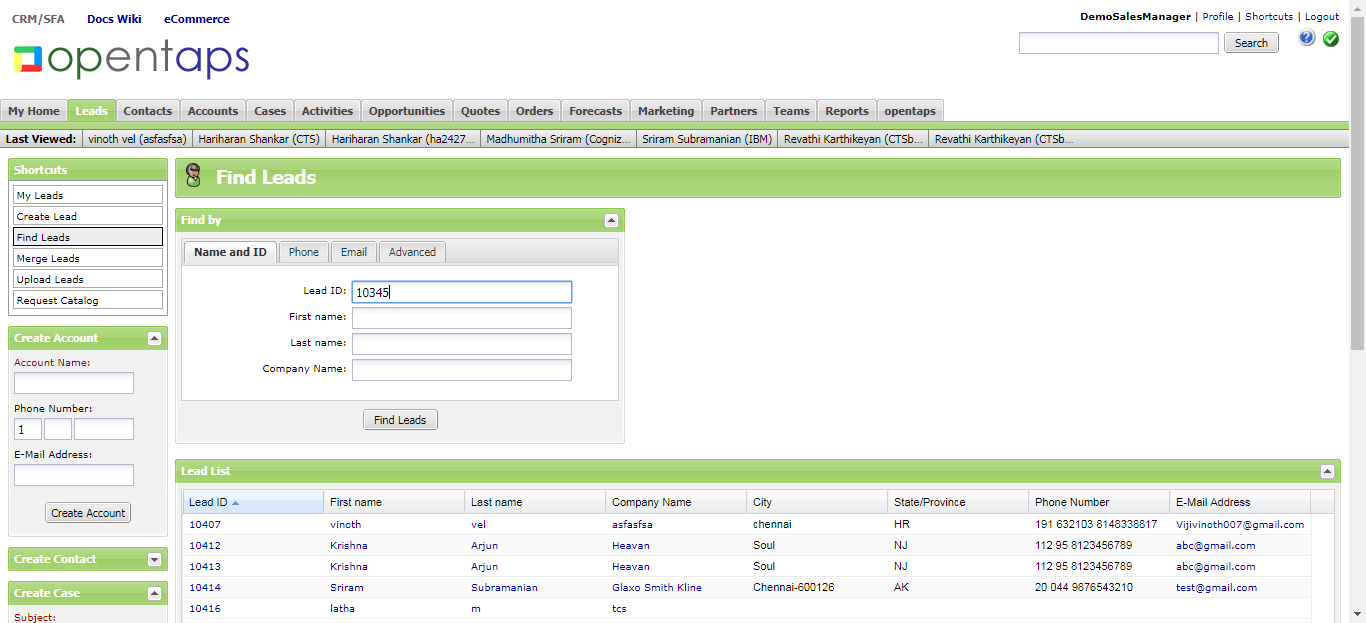 CRM/SFA Docs Wiki eCommerce
DemoSalesManager | Profile | Shortcuts | Logout
opentaps
Search
My Home Leads Contacts Accounts Cases Activities Opportunities Quotes Orders Forecasts Marketing Partners Teams Reports opentaps
Last Viewed: vinoth vel (asfasfsa) Hariharan Shankar (CTS) Hariharan Shankar (ha2427... Madhumitha Sriram (Cogniz... Sriram Subramanian (IBM) Revathi Karthikeyan (CTSb... Revathi Karthikeyan (CTSb...
Shortcuts
My Leads
Create Lead
Find Leads
Merge Leads
Upload Leads
Request Catalog
Create Account
Account Name:
Phone Number:
1
E-Mail Address:
Create Account
Create Contact
Create Case
Subject:
Find Leads
Find by
Name and ID Phone Email Advanced
Lead ID: 10345
First name:
Last name:
Company Name:
Find Leads
Lead List
Lead ID First name Last name Company Name City State/Province Phone Number E-Mail Address
10407 vinoth vel asfasfsa chennai HR 191 632103 8148338817 Vijivinoth007@gmail.com
10412 Krishna Arjun Heavan Soul NJ 112 95 8123456789 abc@gmail.com
10413 Krishna Arjun Heavan Soul NJ 112 95 8123456789 abc@gmail.com
10414 Sriram Subramanian Glaxo Smith Kline Chennai-600126 AK 20 044 9876543210 test@gmail.com
10416 latha m tcs